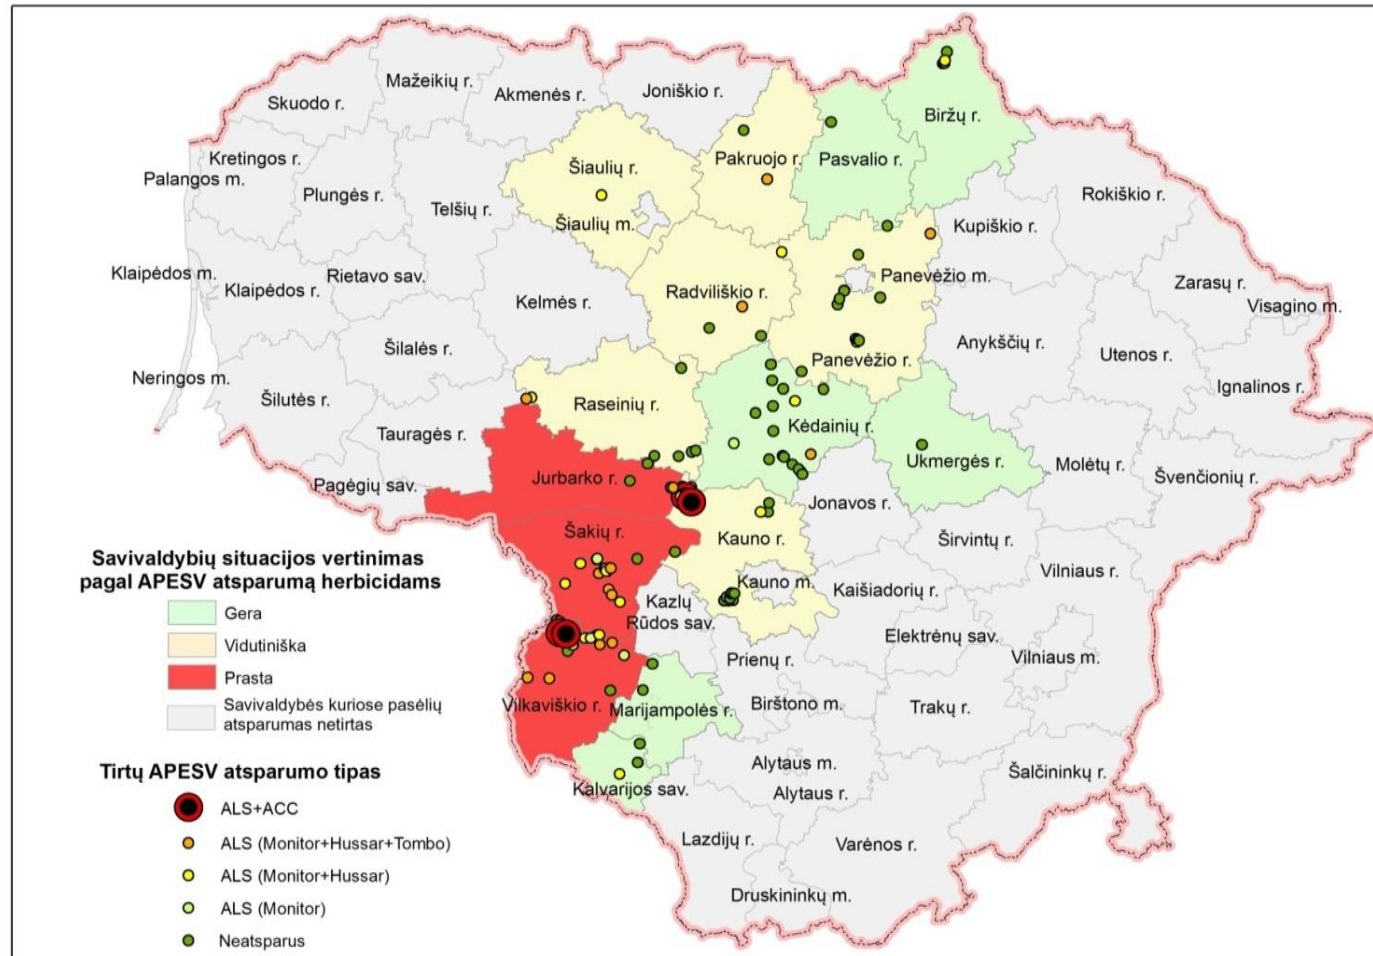 Mažeikių r.
Skuodo r.
Akmenės r.
Joniškio r.
Biržų r.
Kretingos r.
Palangos m.
Plungės r.
Telšių r.
Šiaulių r.
Šiaulių m.
Pakruojo r.
Pasvalio r.
Rokiškio r.
Kupiškio r.
Klaipėdos m.
Klaipėdos r.
Rietavo sav.
Kelmės r.
Radviliškio r.
Panevėžio m.
Zarasų r.
Visagino m.
Šilalės r.
Panevėžio r.
Anykščių r.
Utenos r.
Ignalinos r.
Neringos m.
Šilutės r.
Raseinių r.
Tauragės r.
Kėdainių r.
Ukmergės r.
Molėtų r.
Švenčionių r.
Pagėgių sav.
Jurbarko r.
Jonavos r.
Šakių r.
Kauno r.
Širvintų r.
Kauno m.
Kaišiadorių r.
Vilniaus r.
Kazlų
Rūdos sav.
Elektrėnų sav.
Vilniaus m.
Prienų r.
Vilkaviškio r.
Marijampolės r.
Birštono m.
Trakų r.
Kalvarijos sav.
Alytaus m.
Alytaus r.
Šalčininkų r.
Lazdijų r.
Varėnos r.
Druskininkų m.
Savivaldybių situacijos vertinimas
pagal APESV atsparumą herbicidams
Gera
Vidutiniška
Prasta
Savivaldybės kuriose pasėlių
atsparumas netirtas
Tirtų APESV atsparumo tipas
ALS+ACC
ALS (Monitor+Hussar+Tombo)
ALS (Monitor+Hussar)
ALS (Monitor)
Neatsparus